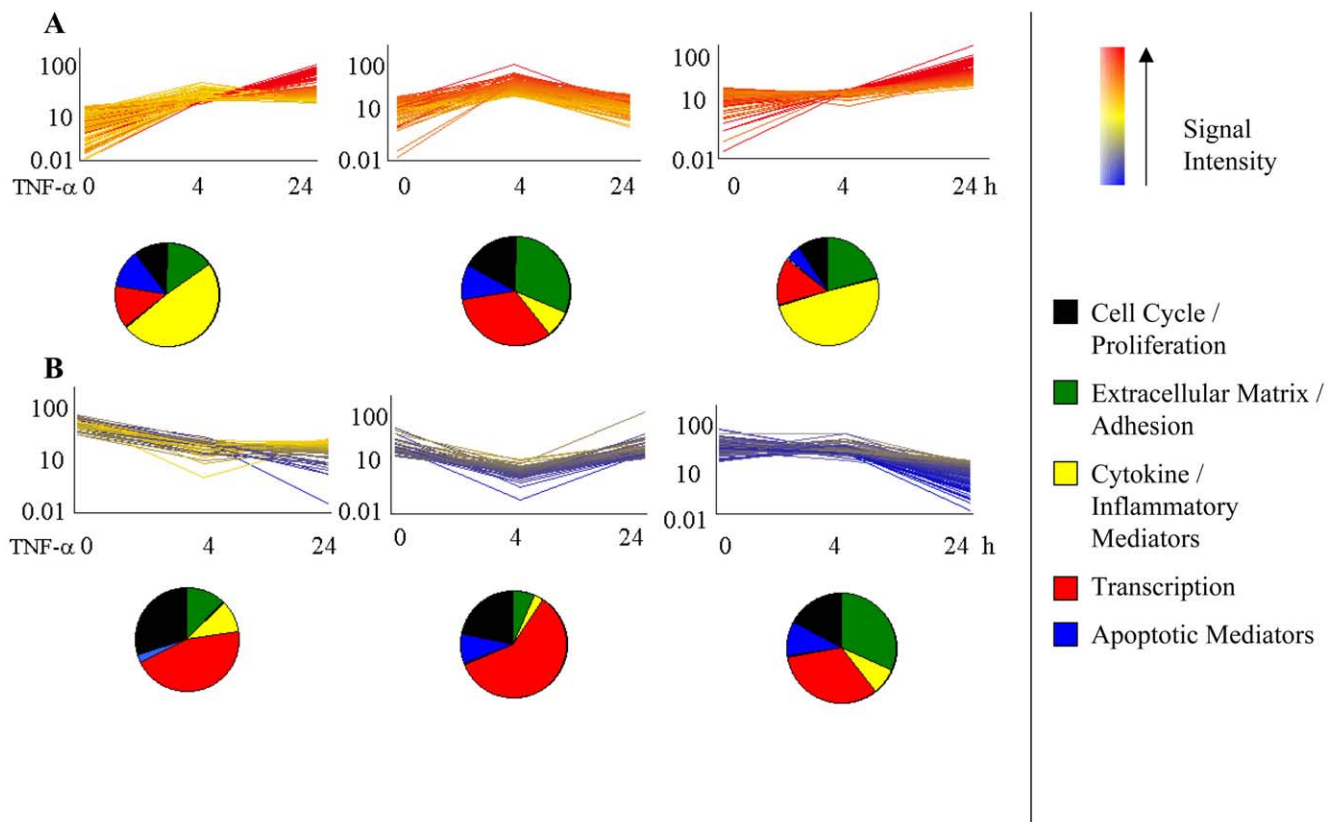 A
100
10
0.01
TNF-α 0 4 24
100
10
0.01
0 4 24
100
10
0.01
0 4 24 h
B
100
10
0.01
TNF-α 0 4 24
100
10
0.01
0 4 24
100
10
0.01
0 4 24 h
Signal
Intensity
Cell Cycle /
Proliferation
Extracellular Matrix /
Adhesion
Cytokine /
Inflammatory
Mediators
Transcription
Apoptotic Mediators